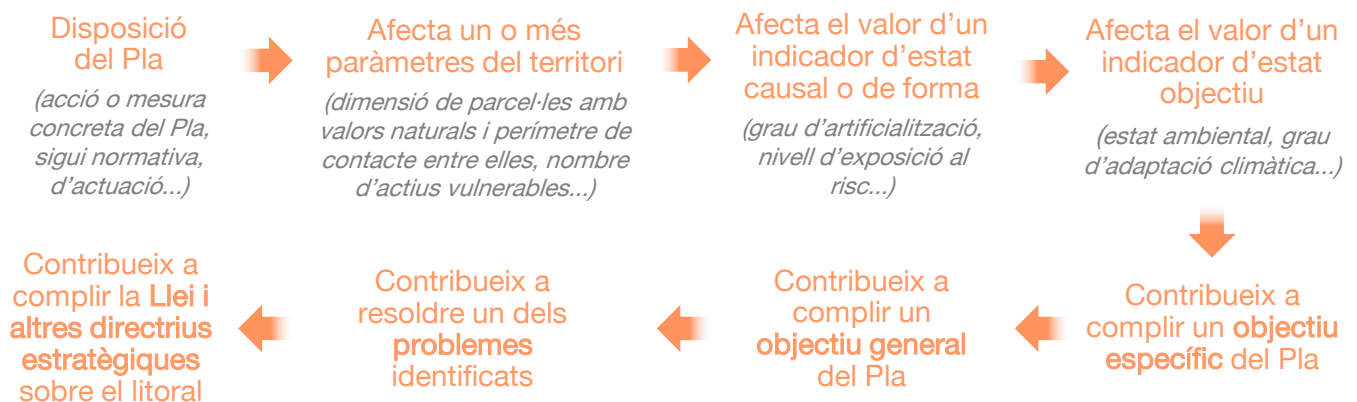 Disposició
del Pla
(acció o mesura
concreta del Pla,
sigui normativa,
d’actuació...)
Afecta un o més
paràmetres del territori
(dimensió de parcel·les amb
valors naturals i perímetre de
contacte entre elles, nombre
d’actius vulnerables...)
Afecta el valor d’un
indicador d’estat
causal o de forma
(grau d’artificialització,
nivell d’exposició al
risc...)
Afecta el valor d’un
indicador d’estat
objectiu
(estat ambiental, grau
d’adaptació climàtica...)
Contribueix a
complir un objectiu
específic del Pla
Contribueix a
complir un
objectiu general
del Pla
Contribueix a
resoldre un dels
problemes
identificats
Contribueix a
complir la Llei i
altres directrius
estratègiques
sobre el litoral